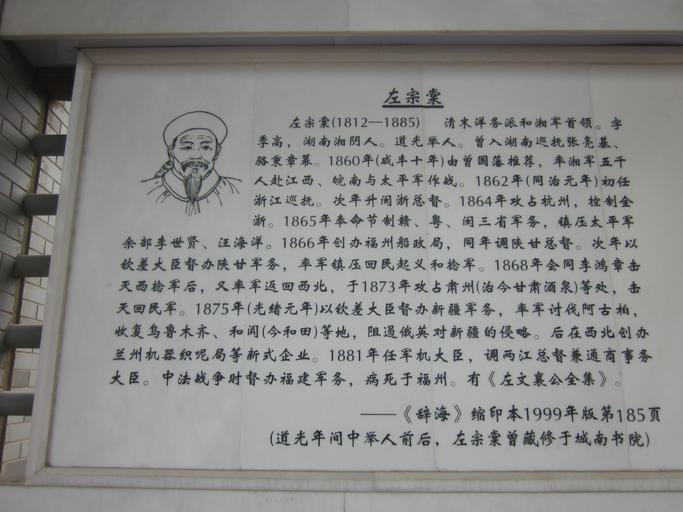 左宗棠
左宗棠(1812—1885) 清末洋务派和湘军首领。字
季高，湖南湘阴人。道光举人。曾入湖南巡抚张亮基、
骆秉章幕。1860年(咸丰十年)由曾国藩推荐，率湘军五千
人赴江西、皖南与太平军作战。1862年(同治元年)初任
浙江巡抚。次年升闽浙总督。1864年攻占杭州，控制全
浙。1865年奉命节制赣、粤、闽三省军务，镇压太平军
余部李世贤、汪海洋。1866年创办福州船政局，同年调陕甘总督。次年以
钦差大臣督办陕甘军务，率军镇压回民起义和捻军。1868年会同李鸿章击
灭西捻军后，又率军返回西北，于1873年攻占肃州(治今甘肃酒泉)等处，击
灭回民军。1875年(光绪元年)以钦差大臣督办新疆军务，率军讨伐阿古柏，
收复乌鲁木齐、和阗(今和田)等地，阻遏俄英对新疆的侵略。后在西北创办
兰州机器织呢局等新式企业。1881年任军机大臣，调两江总督兼通商事务
大臣。中法战争时督办福建军务，病死于福州。有《左文襄公全集》。
——《辞海》缩印本1999年版第185页
(道光年间中举人前后，左宗棠曾藏修于城南书院)